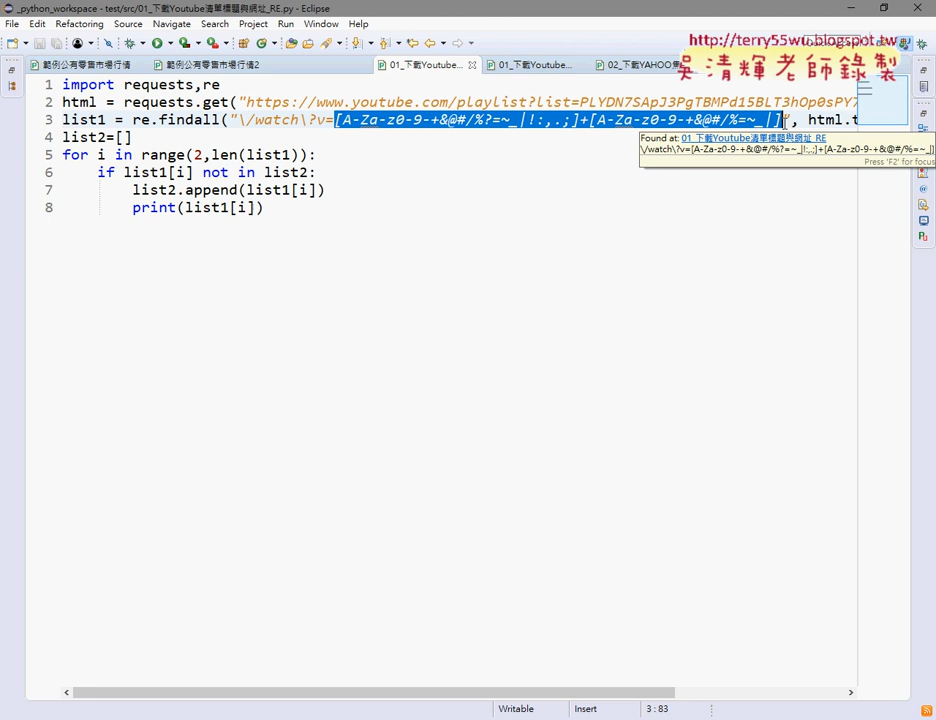 _python_workspace - test/src/01_下載Youtube清單標題與網址_RE.py - Eclipse
File Edit Refactoring Source Navigate Search Project Run Window Help
http://terry55wu.blogspot.tw
吳清輝老師錄製
範例公有零售市場行情 範例公有零售市場行情2 01_下載Youtube... 01_下載Youtube... 02_下載YAHOO
1 import requests,re
2 html = requests.get("https://www.youtube.com/playlist?list=PLYDN7SApJ3PgTBMPd15BLT3hOp0sPY7
3 list1 = re.findall("\/watch\?v=[A-Za-z0-9-+&@#/%?=~_|!:,.;]+[A-Za-z0-9-+&@#/%=~_|]", html.t
4 list2=[]
5 for i in range(2,len(list1)):
6 if list1[i] not in list2:
7 list2.append(list1[i])
8 print(list1[i])
Found at: 01_下載Youtube清單標題與網址_RE
\/watch\?v=[A-Za-z0-9-+&@#/%?=~_|!:,.;]+[A-Za-z0-9-+&@#/%=~_|]
Press 'F2' for focus
Writable Insert 3 : 83